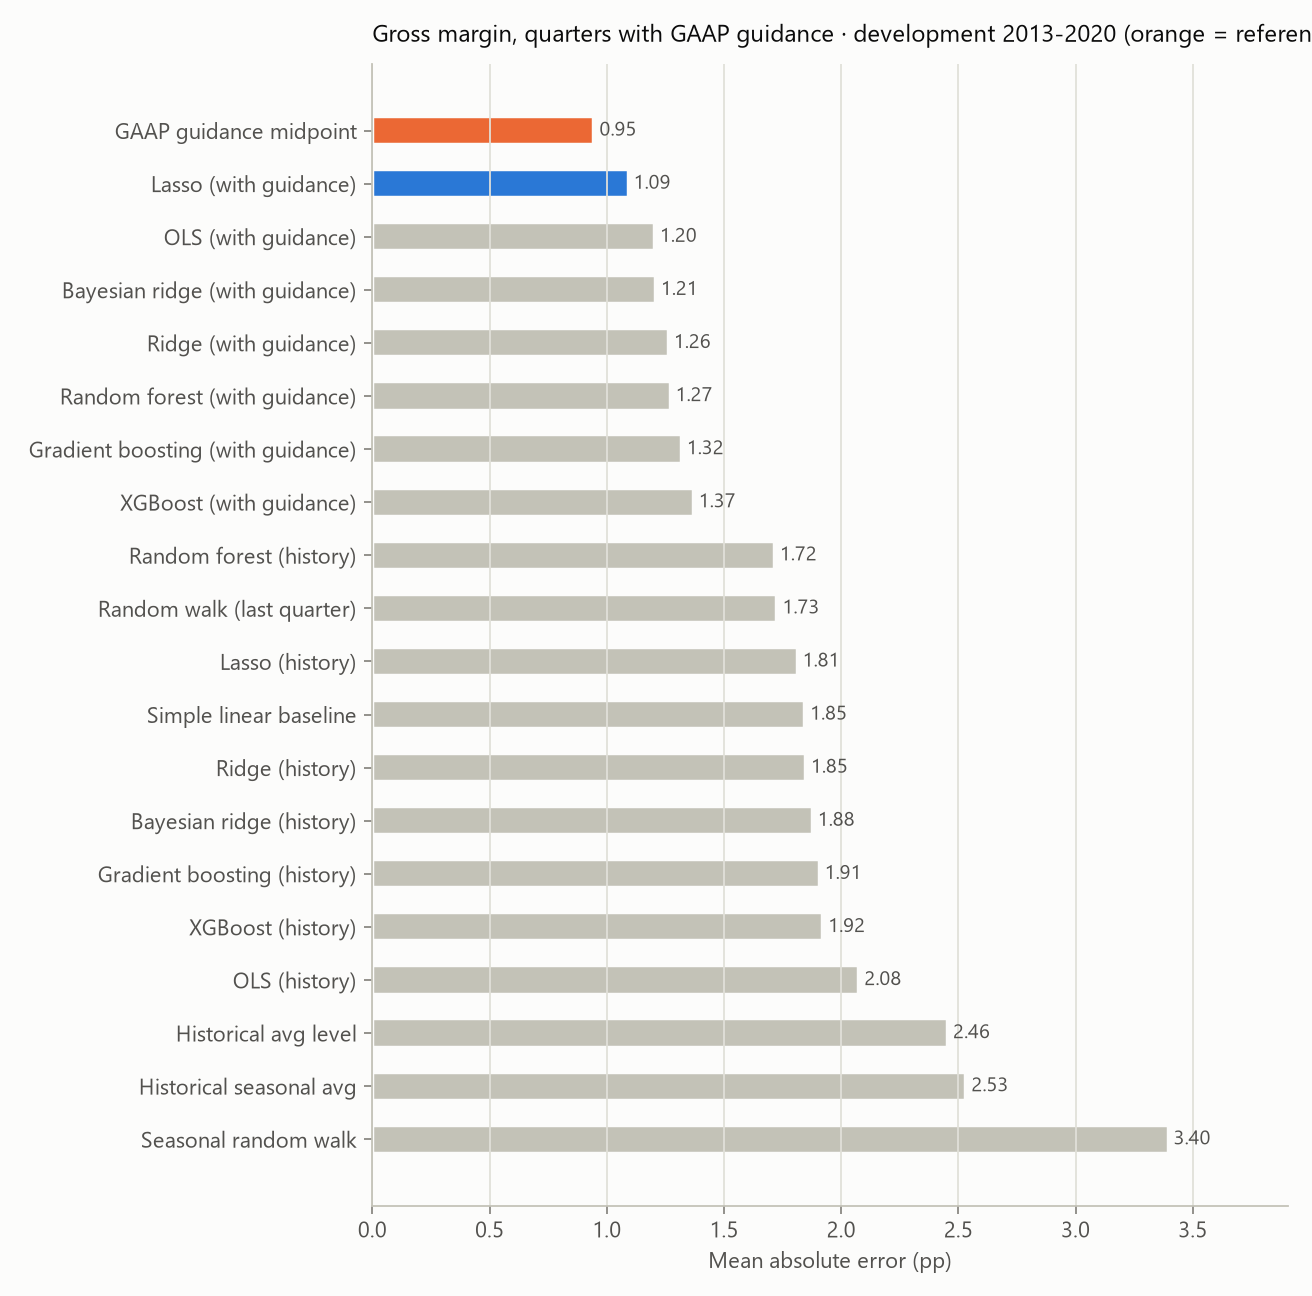 Gross margin, quarters with GAAP guidance · development 2013-2020 (orange = referen
GAAP guidance midpoint 0.95
Lasso (with guidance) 1.09
OLS (with guidance) 1.20
Bayesian ridge (with guidance) 1.21
Ridge (with guidance) 1.26
Random forest (with guidance) 1.27
Gradient boosting (with guidance) 1.32
XGBoost (with guidance) 1.37
Random forest (history) 1.72
Random walk (last quarter) 1.73
Lasso (history) 1.81
Simple linear baseline 1.85
Ridge (history) 1.85
Bayesian ridge (history) 1.88
Gradient boosting (history) 1.91
XGBoost (history) 1.92
OLS (history) 2.08
Historical avg level 2.46
Historical seasonal avg 2.53
Seasonal random walk 3.40
0.0 0.5 1.0 1.5 2.0 2.5 3.0 3.5
Mean absolute error (pp)